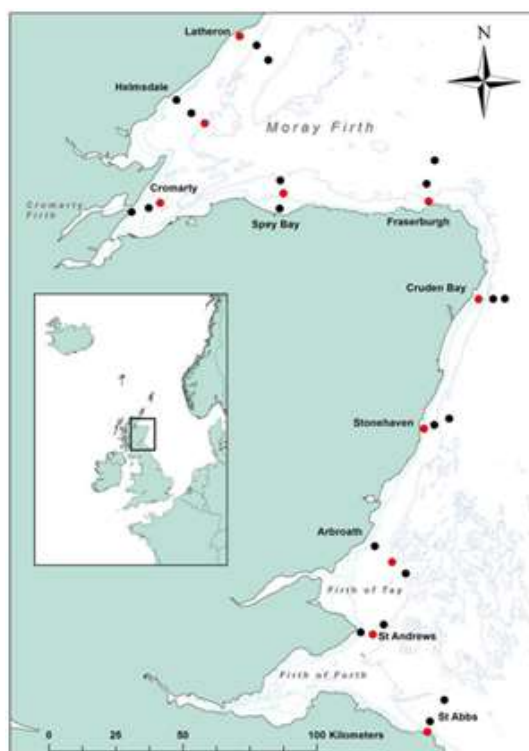 Latheron
N
Helmsdale
Moray Firth
Cromarty
Cromarty
Firth
Spey Bay
Fraserburgh
Cruden Bay
Stonehaven
Arbroath
Firth of Tay
St Andrews
Firth of Forth
St Abbs
0 25 50 100 Kilometers